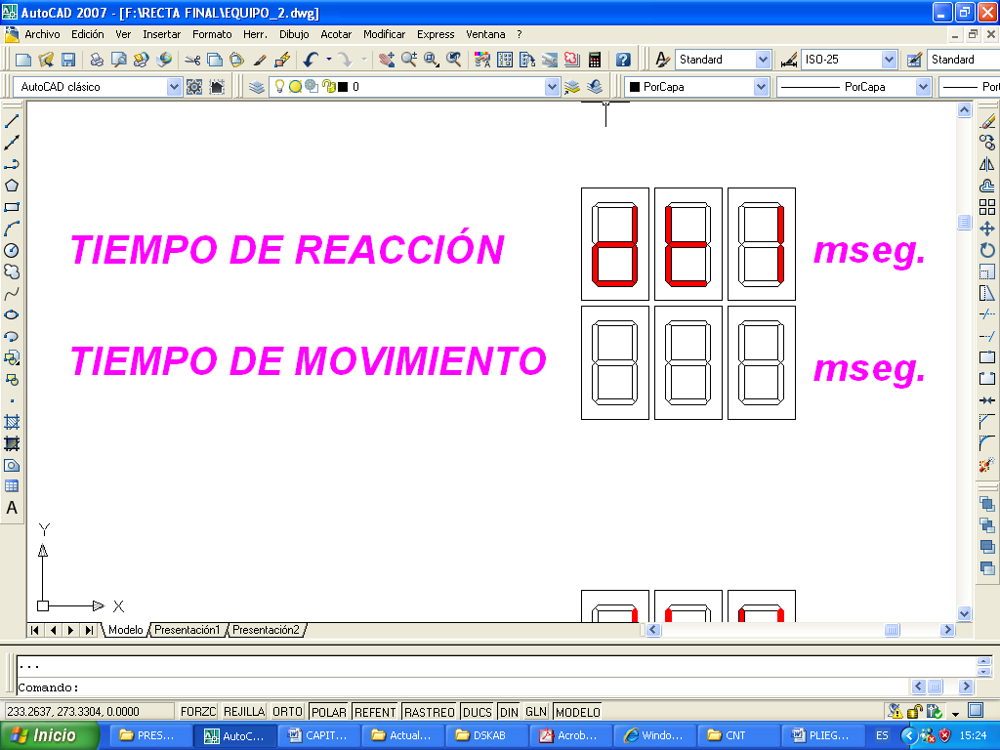 AutoCAD 2007 - [F:\RECTA FINAL\EQUIPO_2.dwg]
Archivo Edición Ver Insertar Formato Herr. Dibujo Acotar Modificar Express Ventana ?
Standard ISO-25 Standard
AutoCAD clásico 0 PorCapa PorCapa Por
TIEMPO DE REACCIÓN dt1 mseg.
TIEMPO DE MOVIMIENTO mseg.
A
Y
X
Modelo Presentación1 Presentación2
...
Comando:
233.2637, 273.3304, 0.0000 FORZC REJILLA ORTO POLAR REFENT RASTREO DUCS DIN GLN MODELO
Inicio PRES... AutoC... CAPIT... Actual... DSKAB Acrob... Windo... CNT PLIEG... ES 15:24